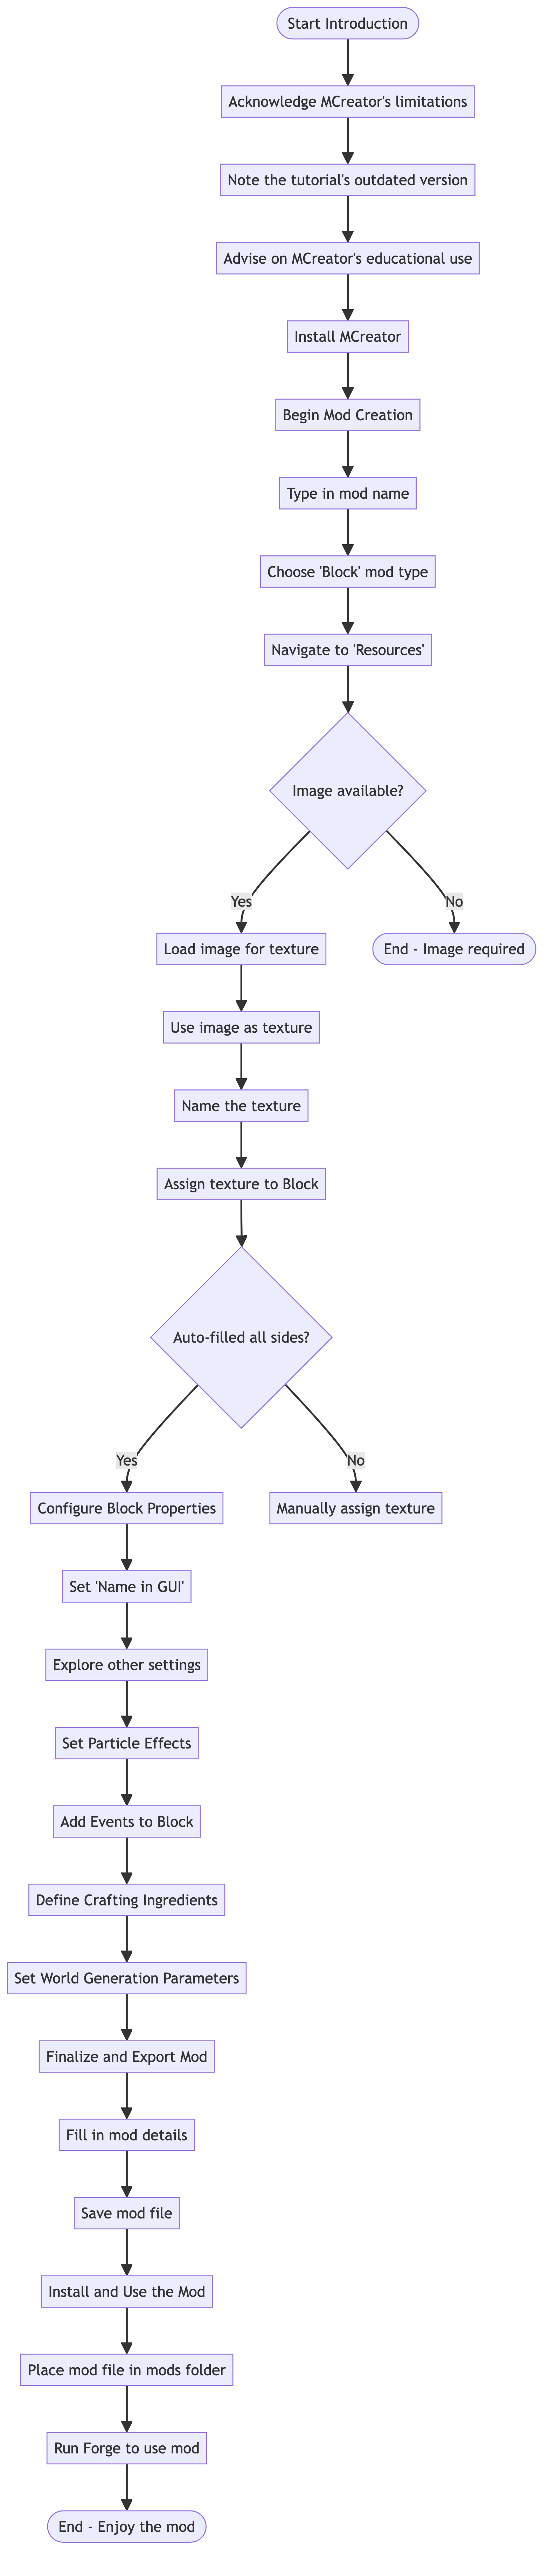 Start Introduction
Acknowledge MCreator's limitations
Note the tutorial's outdated version
Advise on MCreator's educational use
Install MCreator
Begin Mod Creation
Type in mod name
Choose 'Block' mod type
Navigate to 'Resources'
Image available?
Yes
No
Load image for texture
End - Image required
Use image as texture
Name the texture
Assign texture to Block
Auto-filled all sides?
Yes
No
Configure Block Properties
Manually assign texture
Set 'Name in GUI'
Explore other settings
Set Particle Effects
Add Events to Block
Define Crafting Ingredients
Set World Generation Parameters
Finalize and Export Mod
Fill in mod details
Save mod file
Install and Use the Mod
Place mod file in mods folder
Run Forge to use mod
End - Enjoy the mod